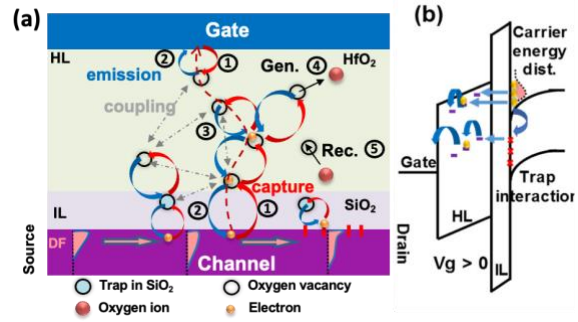 (a)
Gate
HL
②
①
Gen. ④
HfO₂
emission
coupling
③
Rec. ⑤
capture
IL
②
①
SiO₂
Source
DF
Channel
Drain
Trap in SiO₂
Oxygen vacancy
Oxygen ion
Electron
(b)
Carrier
energy
dist.
Gate
Trap
interaction
HL
Vg > 0
IL